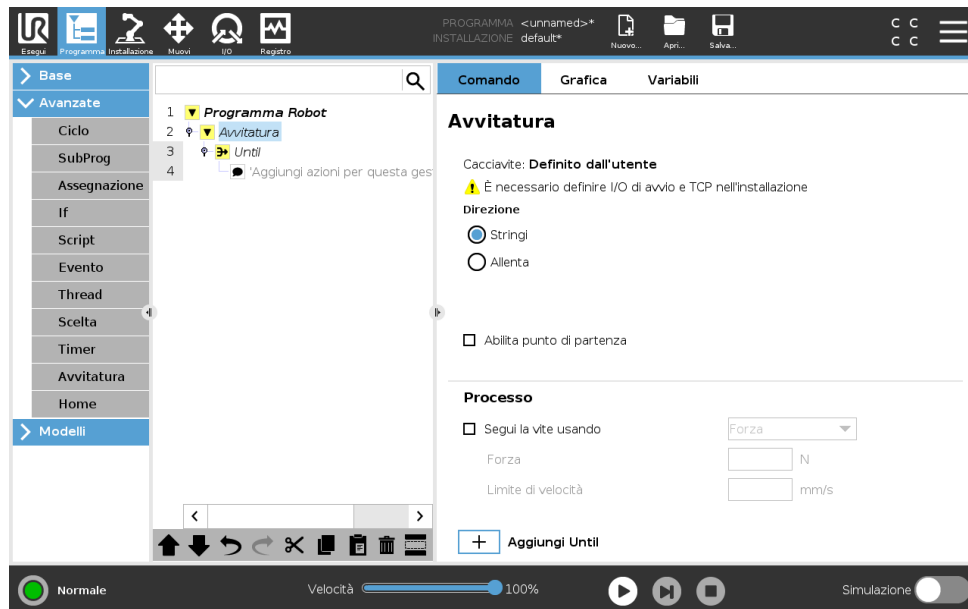 UR
Esegui
Programma
Installazione
Muovi
I/O
Registro
PROGRAMMA <unnamed>*
INSTALLAZIONE default*
Nuovo...
Apri...
Salva...
C C
C C
Base
Avanzate
Ciclo
SubProg
Assegnazione
If
Script
Evento
Thread
Scelta
Timer
Avvitatura
Home
Modelli
1 Programma Robot
2 Avvitatura
3 Until
4 'Aggiungi azioni per questa ges
Comando Grafica Variabili
Avvitatura
Cacciavite: Definito dall'utente
È necessario definire I/O di avvio e TCP nell'installazione
Direzione
Stringi
Allenta
Abilita punto di partenza
Processo
Segui la vite usando Forza
Forza N
Limite di velocità mm/s
+ Aggiungi Until
Normale
Velocità 100%
Simulazione